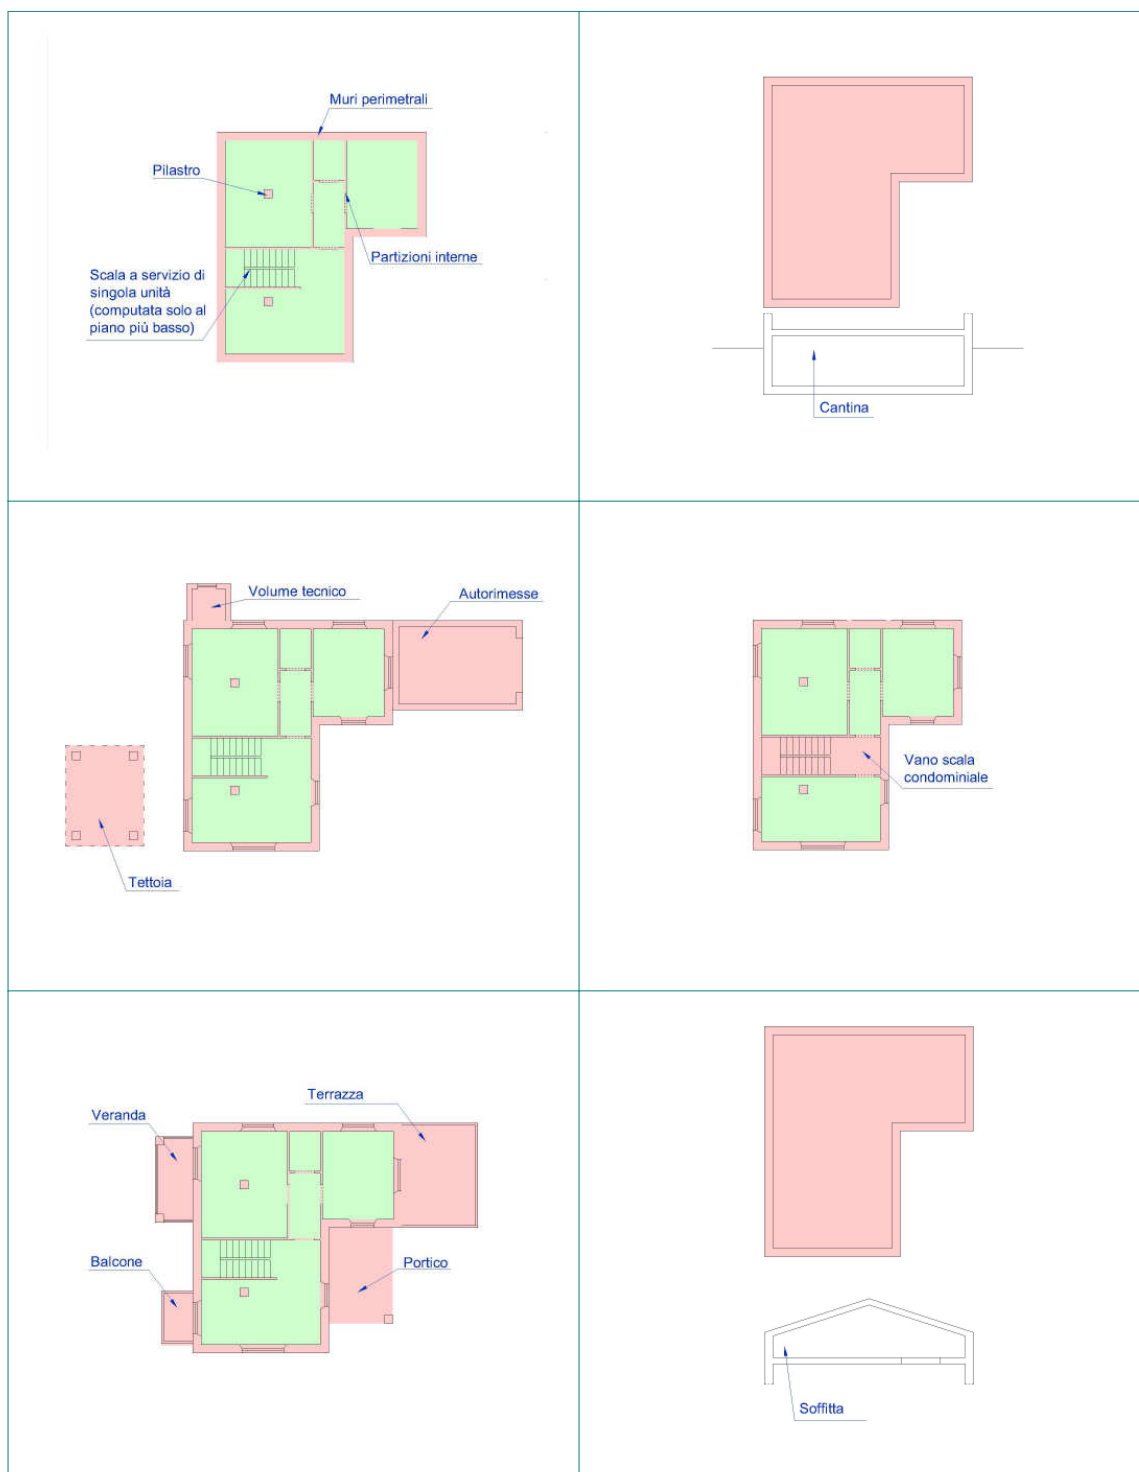 Muri perimetrali
Pilastro
Partizioni interne
Scala a servizio di
singola unità
(computata solo al
piano più basso)
Cantina
Volume tecnico
Autorimesse
Tettoia
Vano scala
condominiale
Terrazza
Veranda
Balcone
Portico
Soffitta